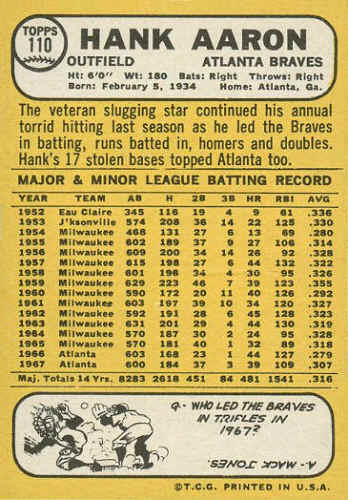 TOPPS
110
HANK AARON
OUTFIELD ATLANTA BRAVES
Ht: 6'0" Wt: 180 Bats: Right Throws: Right
Born: February 5, 1934 Home: Atlanta, Ga.
The veteran slugging star continued his annual
torrid hitting last season as he led the Braves
in batting, runs batted in, homers and doubles.
Hank's 17 stolen bases topped Atlanta too.
MAJOR & MINOR LEAGUE BATTING RECORD
YEAR TEAM AB H 2B 3B HR RBI AVG
1952 Eau Claire 345 116 19 4 9 61 .336
1953 J'ksonville 574 208 36 14 22 125 .330
1954 Milwaukee 468 131 27 6 13 69 .280
1955 Milwaukee 602 189 37 9 27 106 .314
1956 Milwaukee 609 200 34 14 26 92 .328
1957 Milwaukee 615 198 27 6 44 132 .322
1958 Milwaukee 601 196 34 4 30 95 .326
1959 Milwaukee 629 223 46 7 39 123 .355
1960 Milwaukee 590 172 20 11 40 126 .292
1961 Milwaukee 603 197 39 10 34 120 .327
1962 Milwaukee 592 191 28 6 45 128 .323
1963 Milwaukee 631 201 29 4 44 130 .319
1964 Milwaukee 570 187 30 2 24 95 .328
1965 Milwaukee 570 181 40 1 32 89 .318
1966 Atlanta 603 168 23 1 44 127 .279
1967 Atlanta 600 184 37 3 39 109 .307
Maj. Totals 14 Yrs. 8283 2618 451 84 481 1541 .316
Q- WHO LED THE BRAVES
IN TRIPLES IN
1967?
A- MACK JONES.
©T.C.G. PRINTED IN U.S.A.